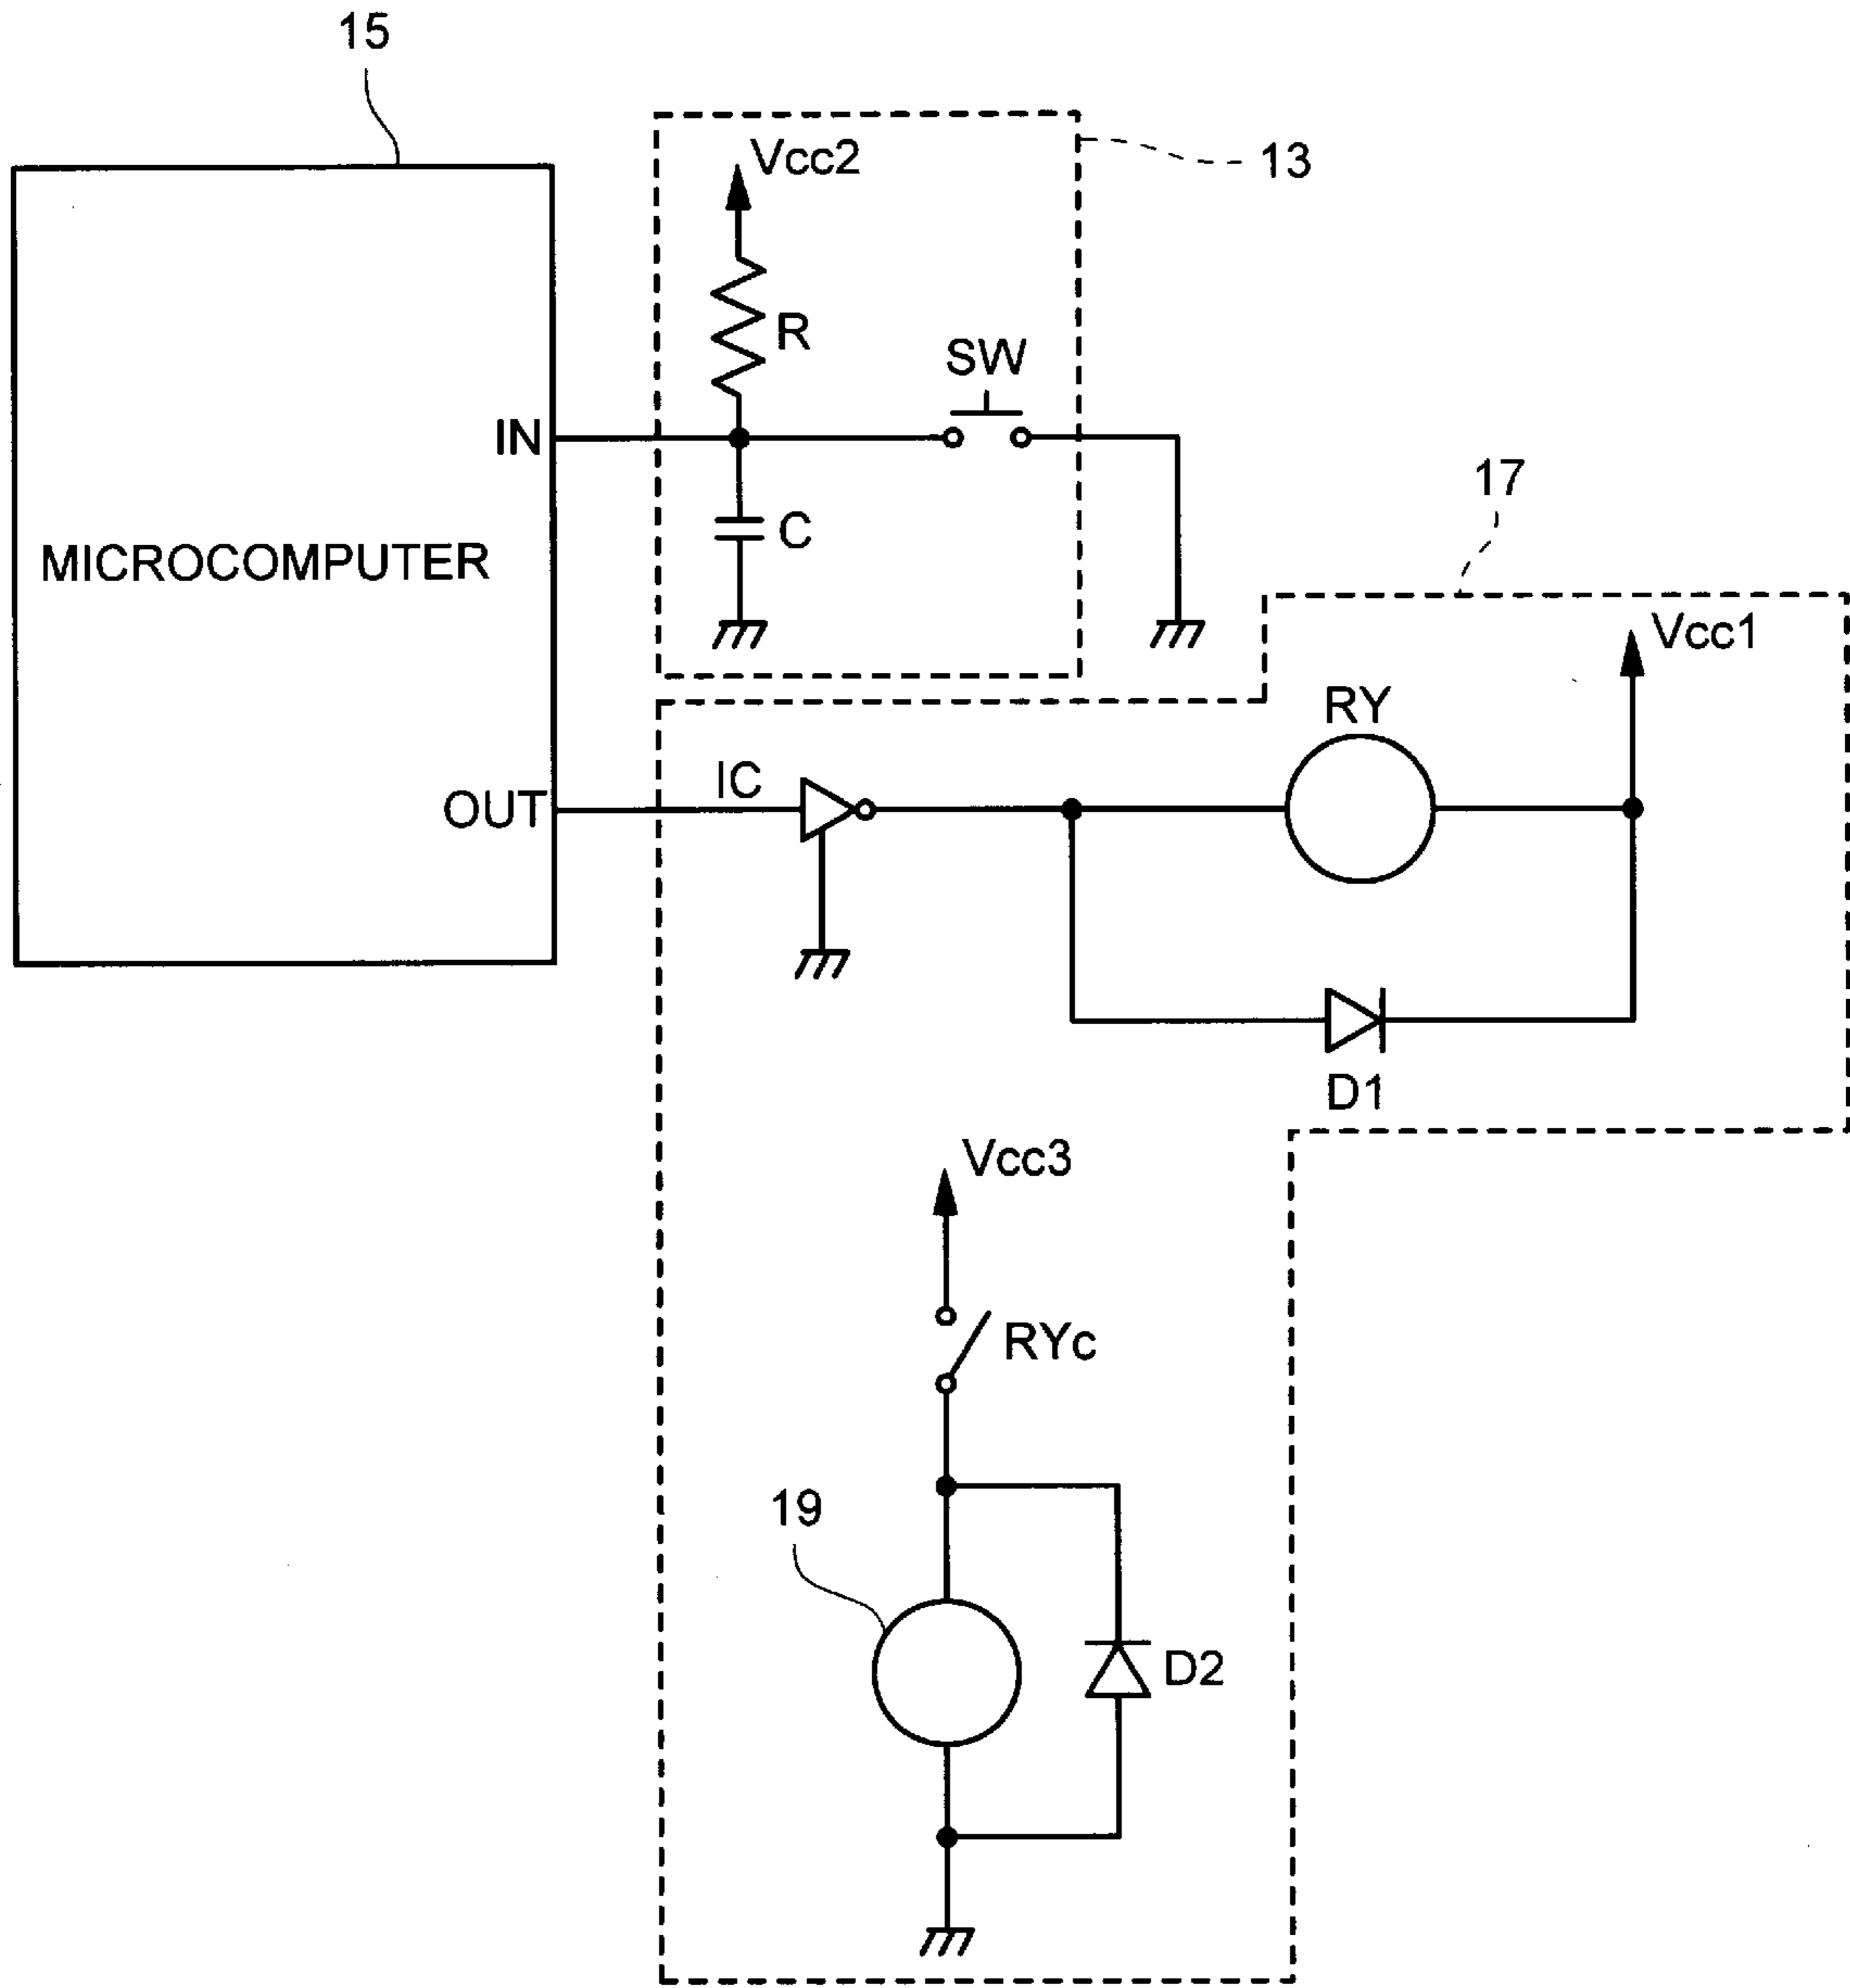 15
Vcc2
13
R
SW
IN
17
C
MICROCOMPUTER
Vcc1
RY
IC
OUT
D1
Vcc3
RYc
19
D2